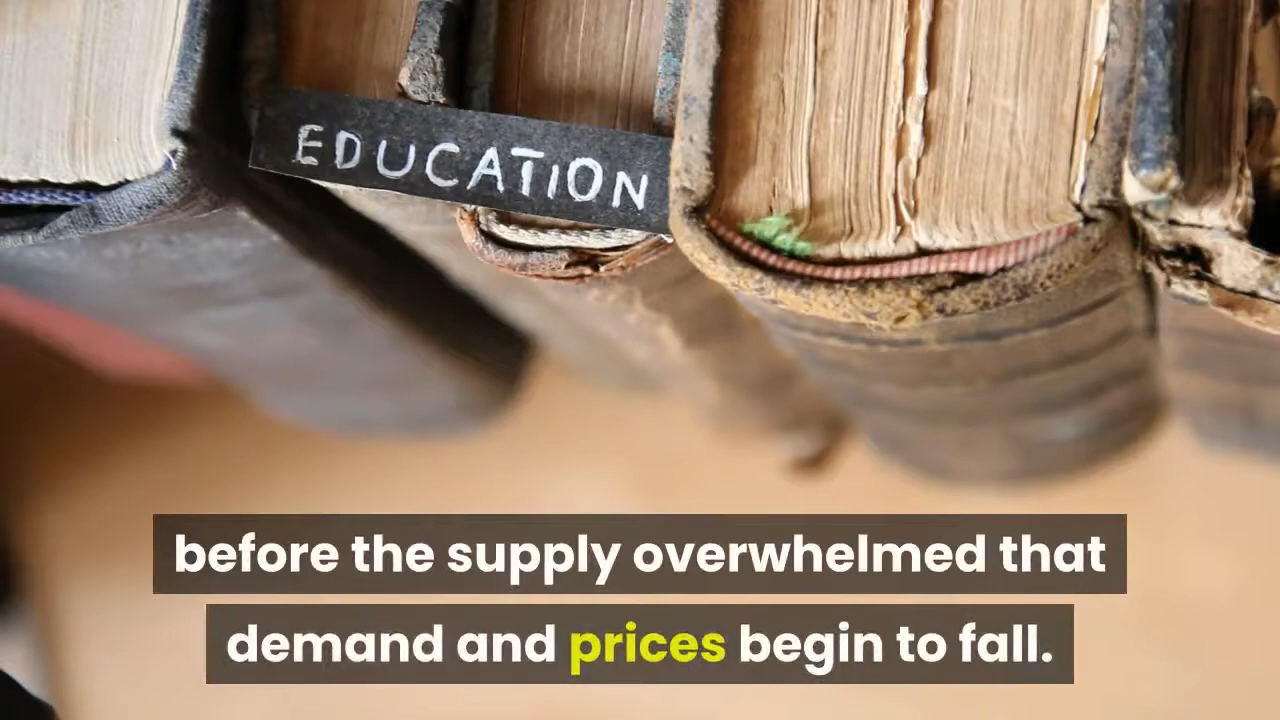 EDUCATION
before the supply overwhelmed that
demand and prices begin to fall.